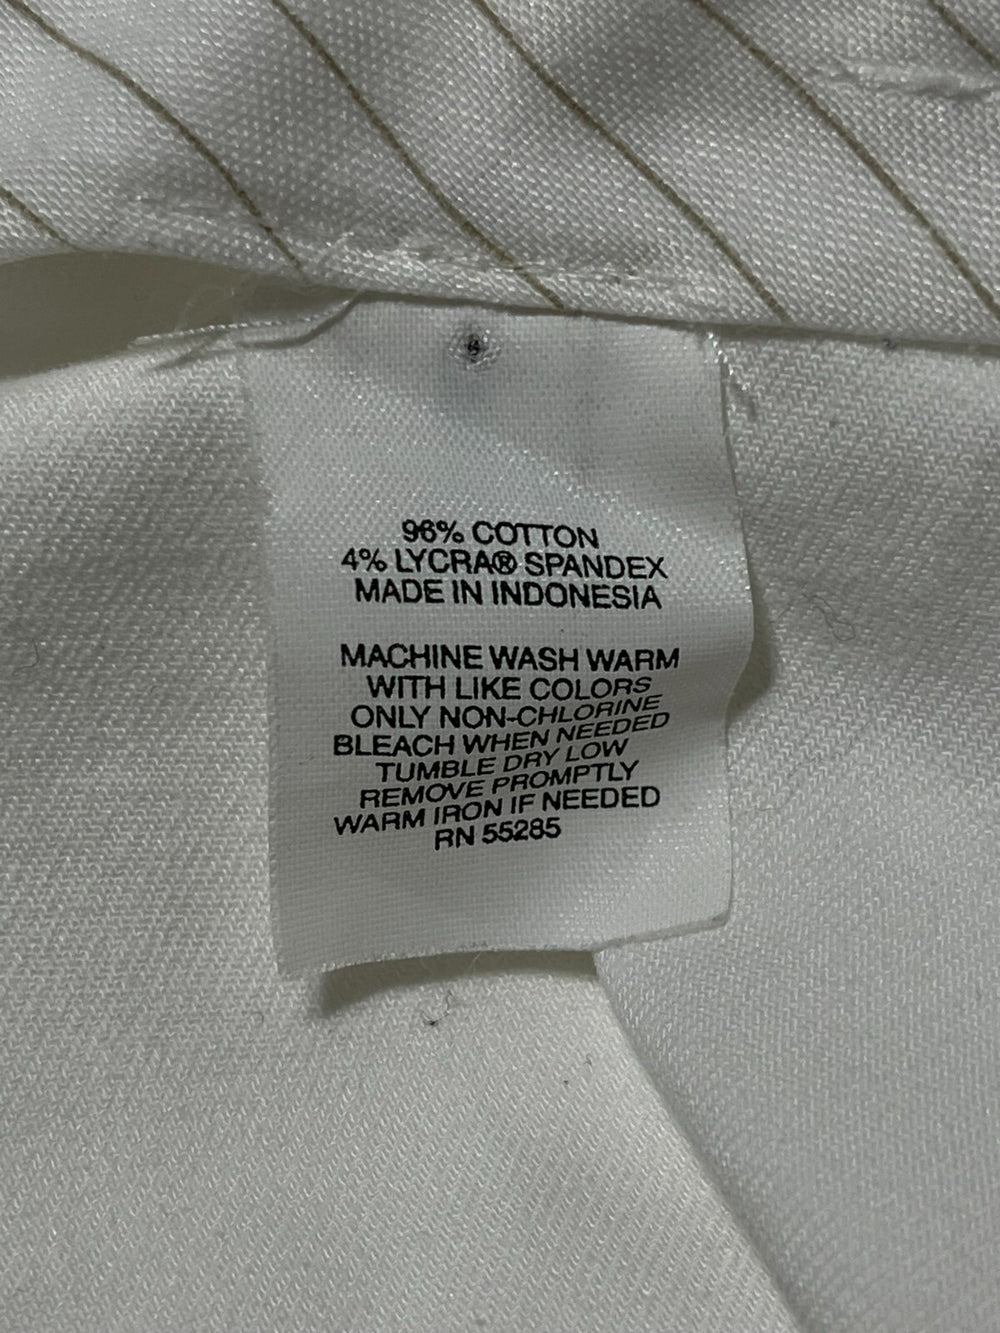 96% COTTON
4% LYCRA® SPANDEX
MADE IN INDONESIA
MACHINE WASH WARM
WITH LIKE COLORS
ONLY NON-CHLORINE
BLEACH WHEN NEEDED
TUMBLE DRY LOW
REMOVE PROMPTLY
WARM IRON IF NEEDED
RN 55285